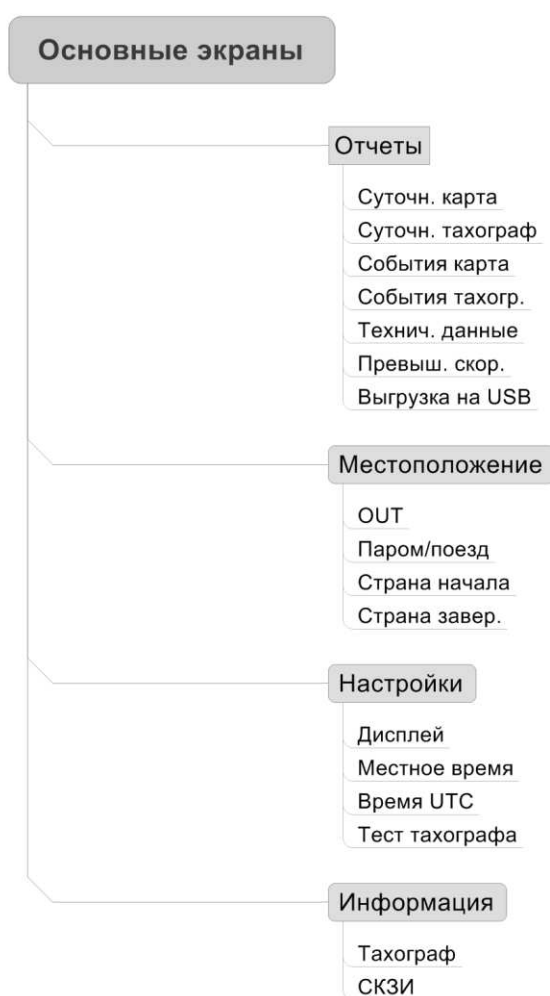 Основные экраны
Отчеты
Суточн. карта
Суточн. тахограф
События карта
События тахогр.
Технич. данные
Превыш. скор.
Выгрузка на USB
Местоположение
OUT
Паром/поезд
Страна начала
Страна завер.
Настройки
Дисплей
Местное время
Время UTC
Тест тахографа
Информация
Тахограф
СКЗИ